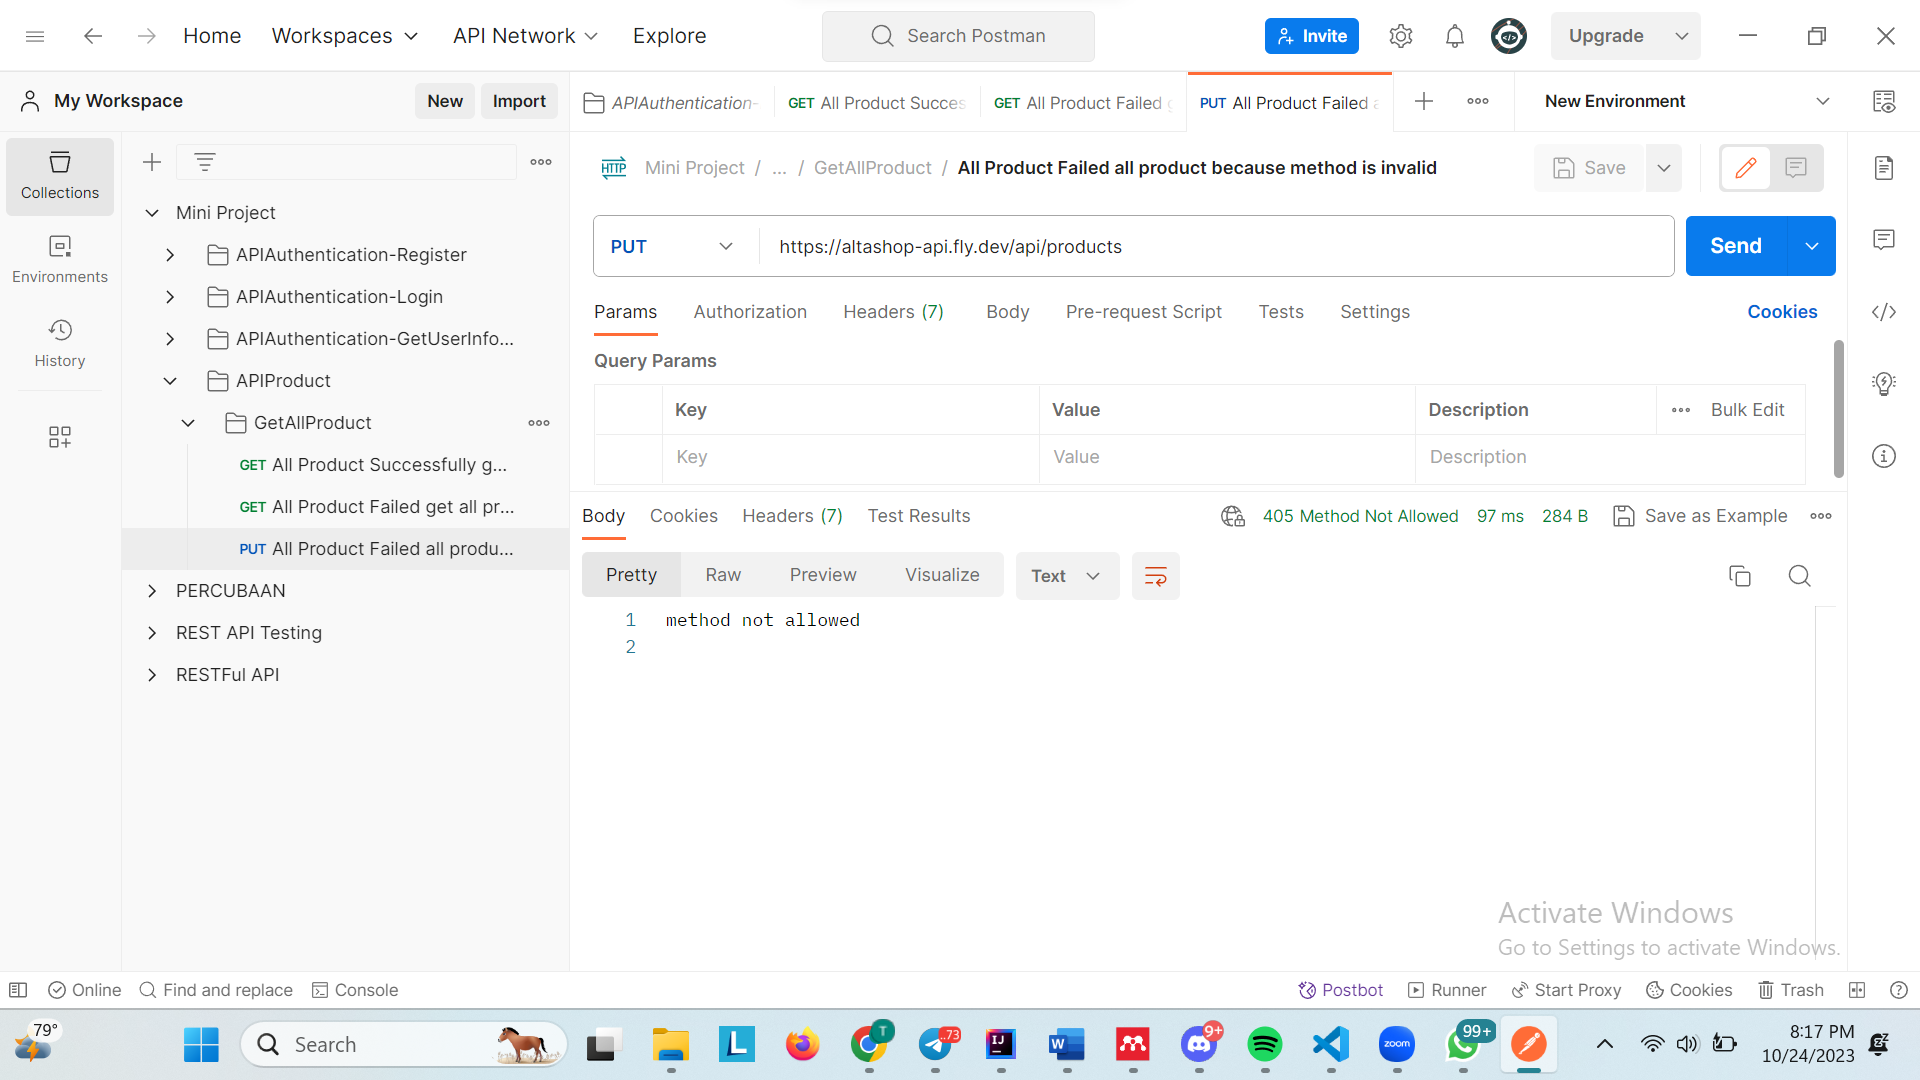 Home Workspaces API Network Explore Search Postman Invite Upgrade
My Workspace New Import APIAuthentication- GET All Product Succes GET All Product Failed g PUT All Product Failed a New Environment
HTTP Mini Project / ... / GetAllProduct / All Product Failed all product because method is invalid Save
Collections
Environments
History
Mini Project
APIAuthentication-Register
APIAuthentication-Login
APIAuthentication-GetUserInfo...
APIProduct
GetAllProduct
GET All Product Successfully g...
GET All Product Failed get all pr...
PUT All Product Failed all produ...
PERCUBAAN
REST API Testing
RESTFul API
PUT https://altashop-api.fly.dev/api/products Send
Params Authorization Headers (7) Body Pre-request Script Tests Settings Cookies
Query Params
Key Value Description Bulk Edit
Key Value Description
Body Cookies Headers (7) Test Results 405 Method Not Allowed 97 ms 284 B Save as Example
Pretty Raw Preview Visualize Text
1 method not allowed
2
Activate Windows
Go to Settings to activate Windows.
Online Find and replace Console Postbot Runner Start Proxy Cookies Trash
79° Search T ..73 IJ W 9+ zoom 99+ 8:17 PM
10/24/2023